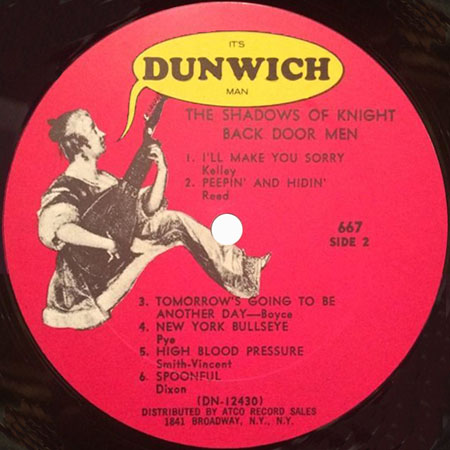 IT'S
DUNWICH
MAN
THE SHADOWS OF KNIGHT
BACK DOOR MEN
1. I'LL MAKE YOU SORRY
Kelley
2. PEEPIN' AND HIDIN'
Reed
667
SIDE 2
3. TOMORROW'S GOING TO BE
ANOTHER DAY—Boyce
4. NEW YORK BULLSEYE
Pye
5. HIGH BLOOD PRESSURE
Smith-Vincent
6. SPOONFUL
Dixon
(DN-12430)
DISTRIBUTED BY ATCO RECORD SALES
1841 BROADWAY, N.Y., N.Y.